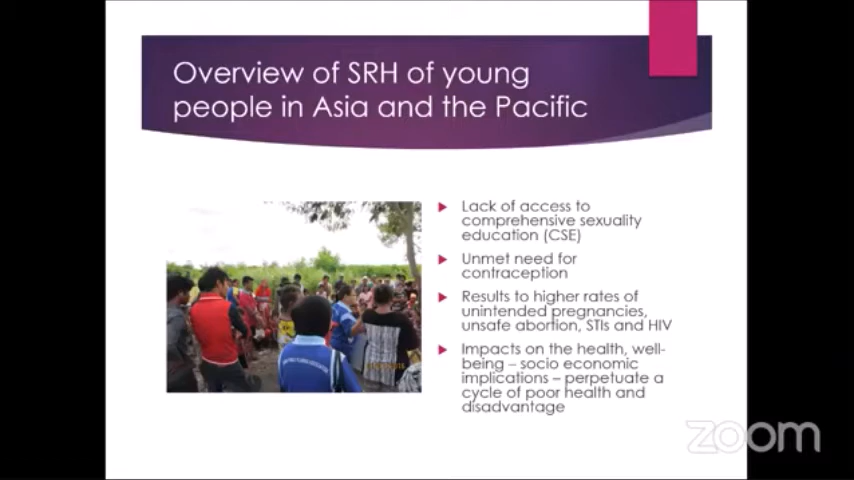 Overview of SRH of young
people in Asia and the Pacific
Lack of access to
comprehensive sexuality
education (CSE)
Unmet need for
contraception
Results to higher rates of
unintended pregnancies,
unsafe abortion, STIs and HIV
Impacts on the health, well-
being – socio economic
implications – perpetuate a
cycle of poor health and
disadvantage
zoom